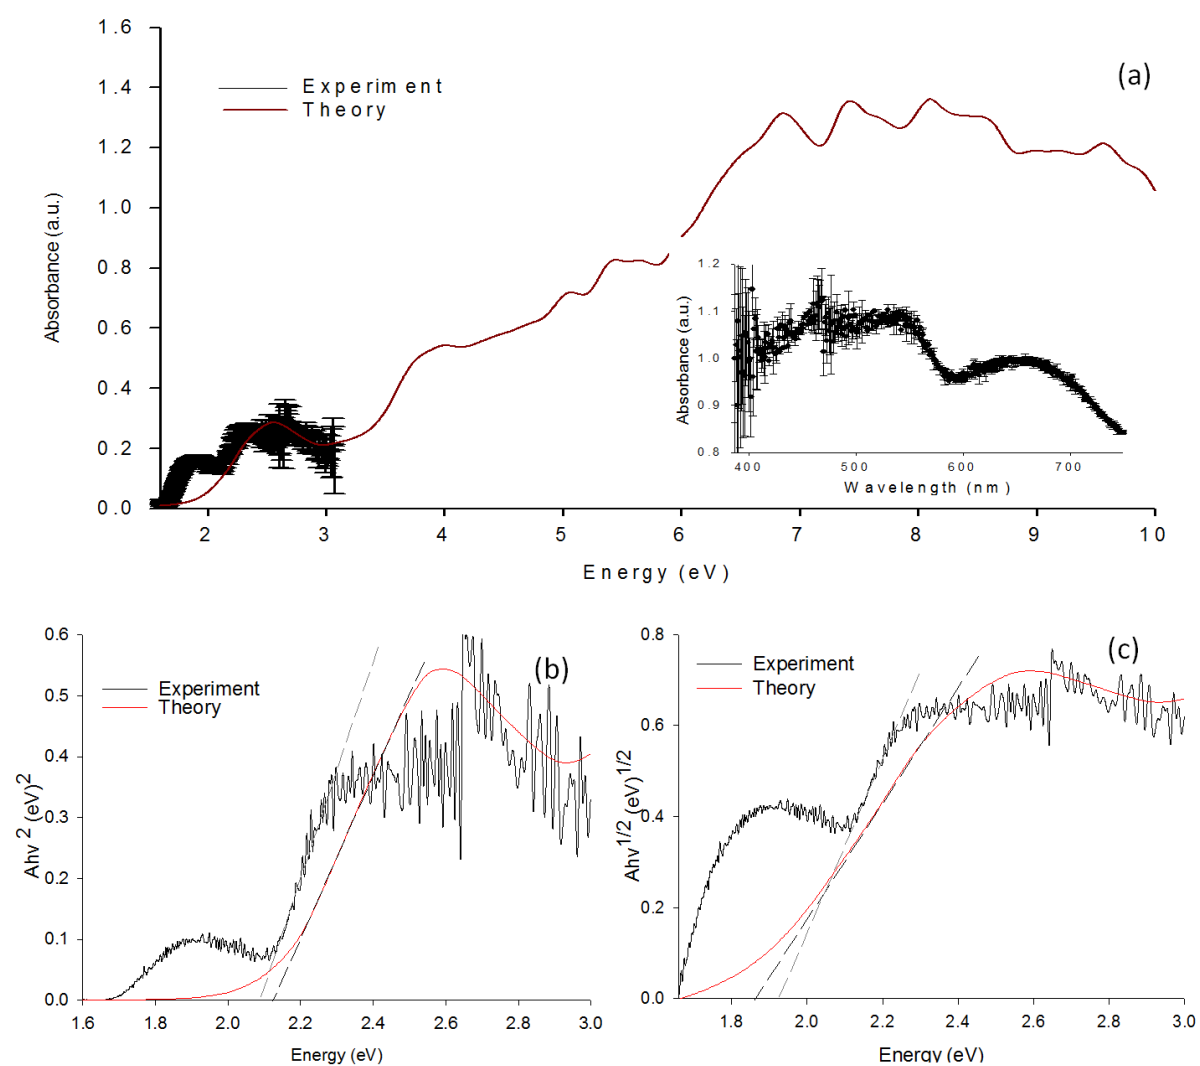 1.6
1.4
1.2
1.0
0.8
0.6
0.4
0.2
0.0
Absorbance (a.u.)
Experiment
Theory
(a)
2 3 4 5 6 7 8 9 10
Energy (eV)
1.2
1.1
1.0
0.9
0.8
Absorbance (a.u.)
400 500 600 700
Wavelength (nm)
0.6
0.5
0.4
0.3
0.2
0.1
0.0
Ahv 2 (eV)2
Experiment
Theory
(b)
1.6 1.8 2.0 2.2 2.4 2.6 2.8 3.0
Energy (eV)
0.8
0.6
0.4
0.2
0.0
Ahv1/2 (eV)1/2
Experiment
Theory
(c)
1.8 2.0 2.2 2.4 2.6 2.8 3.0
Energy (eV)